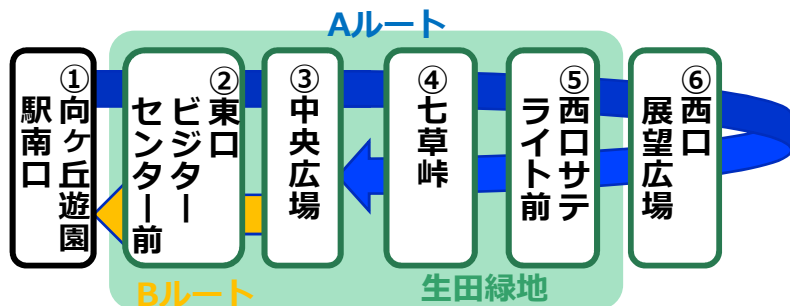 Aルート
①向ケ丘遊園
駅南口
②東口
ビジター
センター前
③中央広場
④七草峠
⑤西口サテ
ライト前
⑥西口
展望広場
Bルート
生田緑地